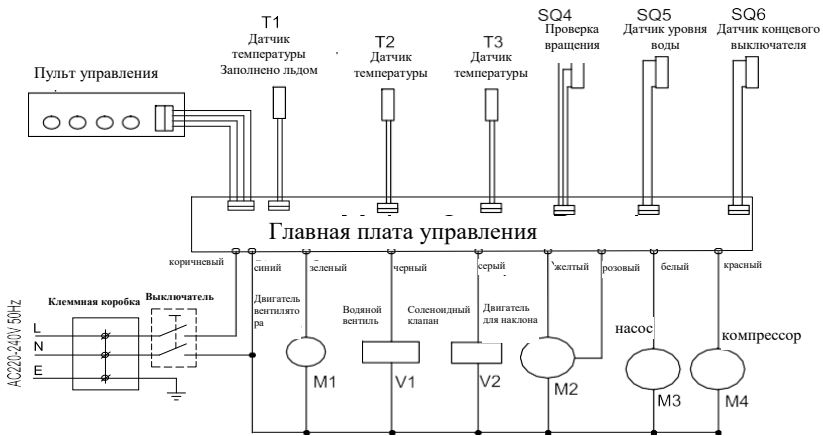 T1
Датчик
температуры
Заполнено льдом
T2
Датчик
температуры
T3
Датчик
температуры
SQ4
Проверка
вращения
SQ5
Датчик уровня
воды
SQ6
Датчик концевого
выключателя
Пульт управления
Главная плата управления
коричневый
синий
зеленый
черный
серый
желтый
розовый
белый
красный
Клеммная коробка
Выключатель
Двигатель
вентилято
ра
Водяной
вентиль
Соленоидный
клапан
Двигатель
для наклона
насос
компрессор
AC220-240V 50Hz
L
N
E
M1
V1
V2
M2
M3
M4